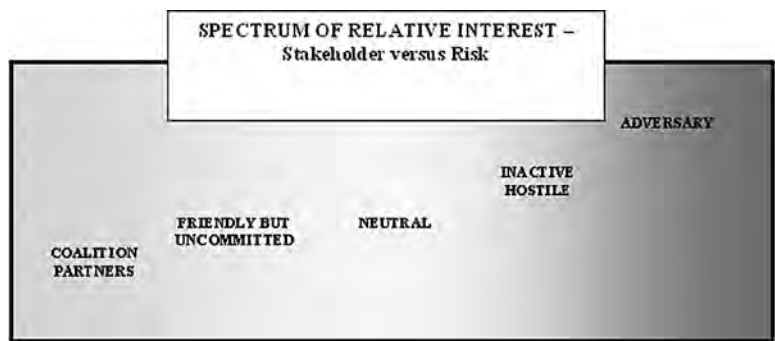 SPECTRUM OF RELATIVE INTEREST –
Stakeholder versus Risk
ADVERSARY
INACTIVE
HOSTILE
FRIENDLY BUT
UNCOMMITTED
NEUTRAL
COALITION
PARTNERS